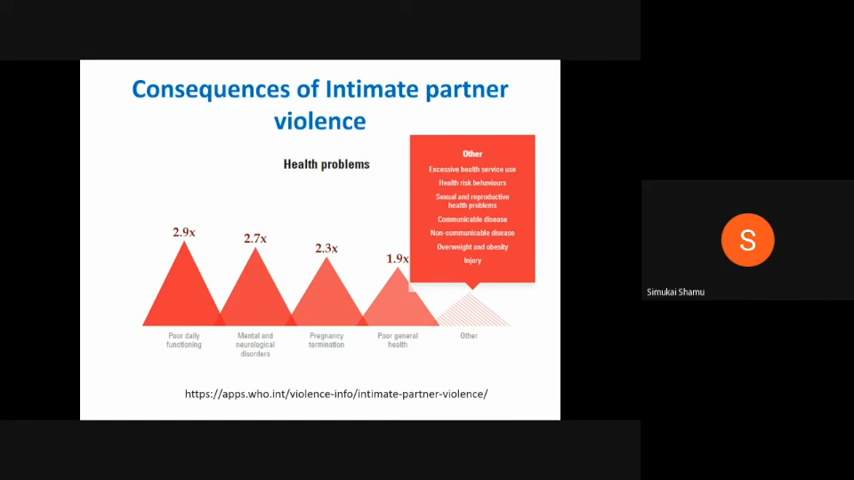 Consequences of Intimate partner
violence
Health problems
Other
Excessive health service use
Health risk behaviours
Sexual and reproductive
health problems
Communicable disease
Non-communicable disease
Overweight and obesity
Injury
2.9x
2.7x
2.3x
1.9x
Poor daily
functioning
Mental and
neurological
disorders
Pregnancy
termination
Poor general
health
Other
https://apps.who.int/violence-info/intimate-partner-violence/
S
Simukai Shamu